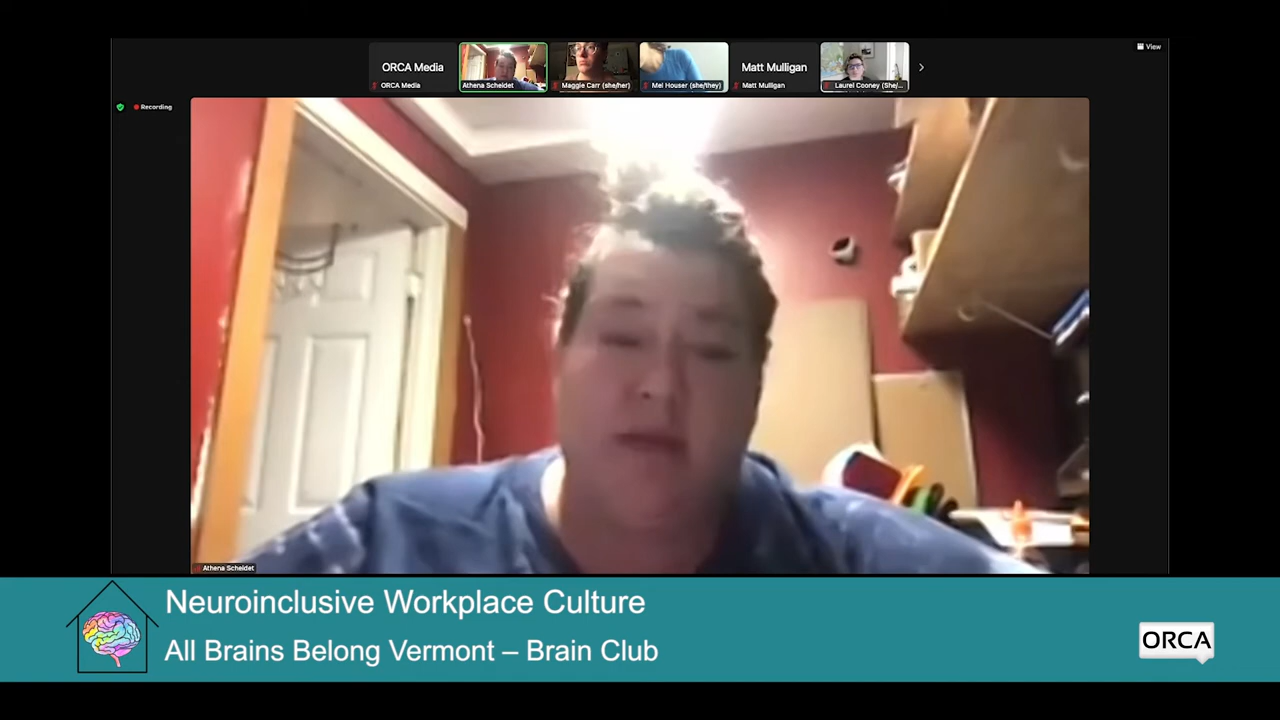 View
ORCA Media
Matt Mulligan
ORCA Media
Athena Scheidet
Maggie Carr (she/her)
Mel Houser (she/they)
Matt Mulligan
Laurel Cooney (She/...
Recording
Athena Scheidet
Neuroinclusive Workplace Culture
All Brains Belong Vermont – Brain Club
ORCA